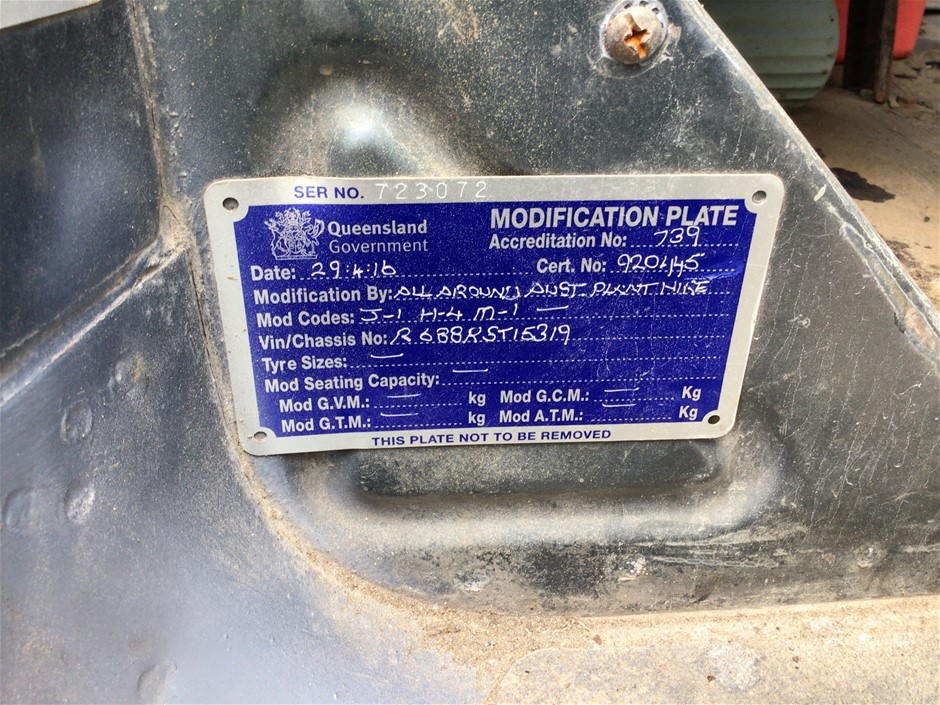 SER NO. 723072
Queensland Government
MODIFICATION PLATE
Accreditation No: 739
Date: 29.4.16 Cert. No: 920445
Modification By: ALL AROUND AUST PLANT HIRE
Mod Codes: J-1 H-4 M-1 —
Vin/Chassis No: R688RST15319
Tyre Sizes: —
Mod Seating Capacity: —
Mod G.V.M.: — kg Mod G.C.M.: — Kg
Mod G.T.M.: — kg Mod A.T.M.: — Kg
THIS PLATE NOT TO BE REMOVED